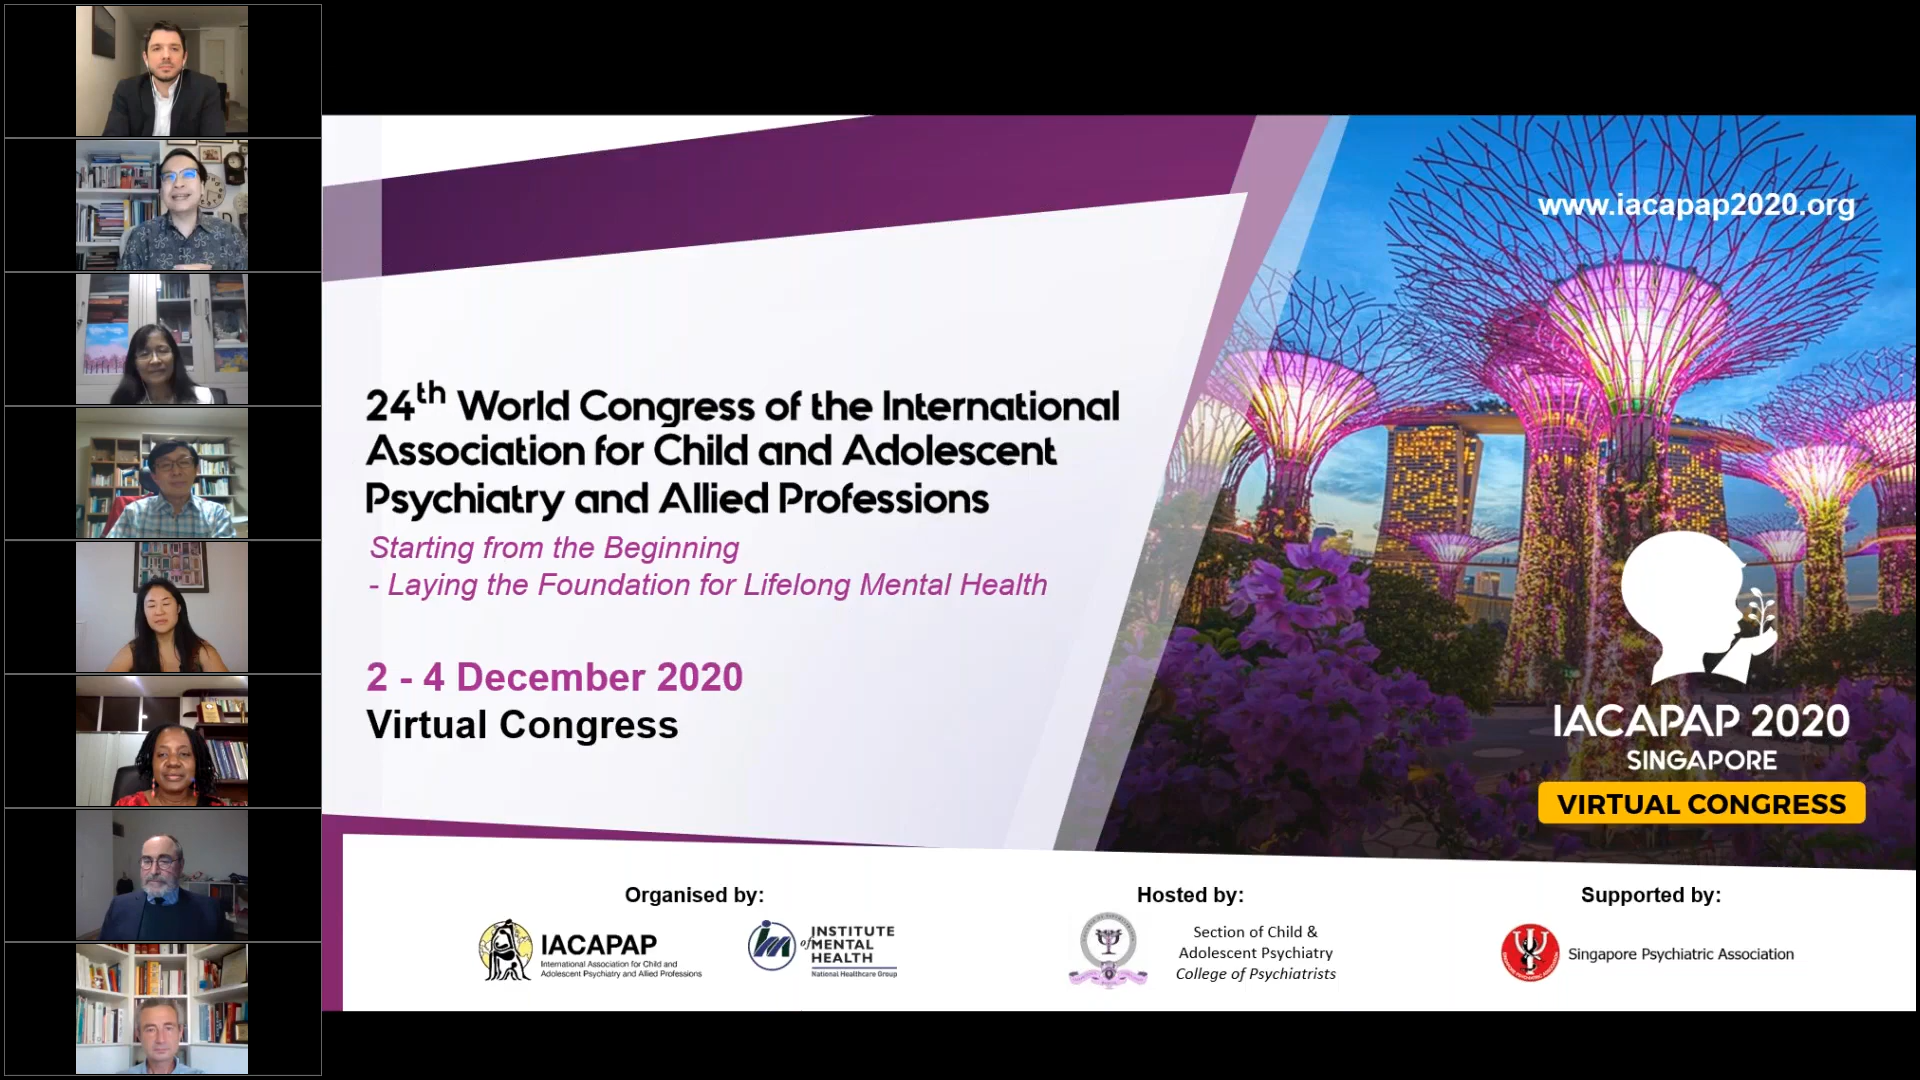 www.iacapap2020.org
24th World Congress of the International
Association for Child and Adolescent
Psychiatry and Allied Professions
Starting from the Beginning
- Laying the Foundation for Lifelong Mental Health
2 - 4 December 2020
Virtual Congress
IACAPAP 2020
SINGAPORE
VIRTUAL CONGRESS
Organised by:
IACAPAP
International Association for Child and
Adolescent Psychiatry and Allied Professions
INSTITUTE
of MENTAL
HEALTH
National Healthcare Group
Hosted by:
Section of Child &
Adolescent Psychiatry
College of Psychiatrists
Supported by:
Singapore Psychiatric Association